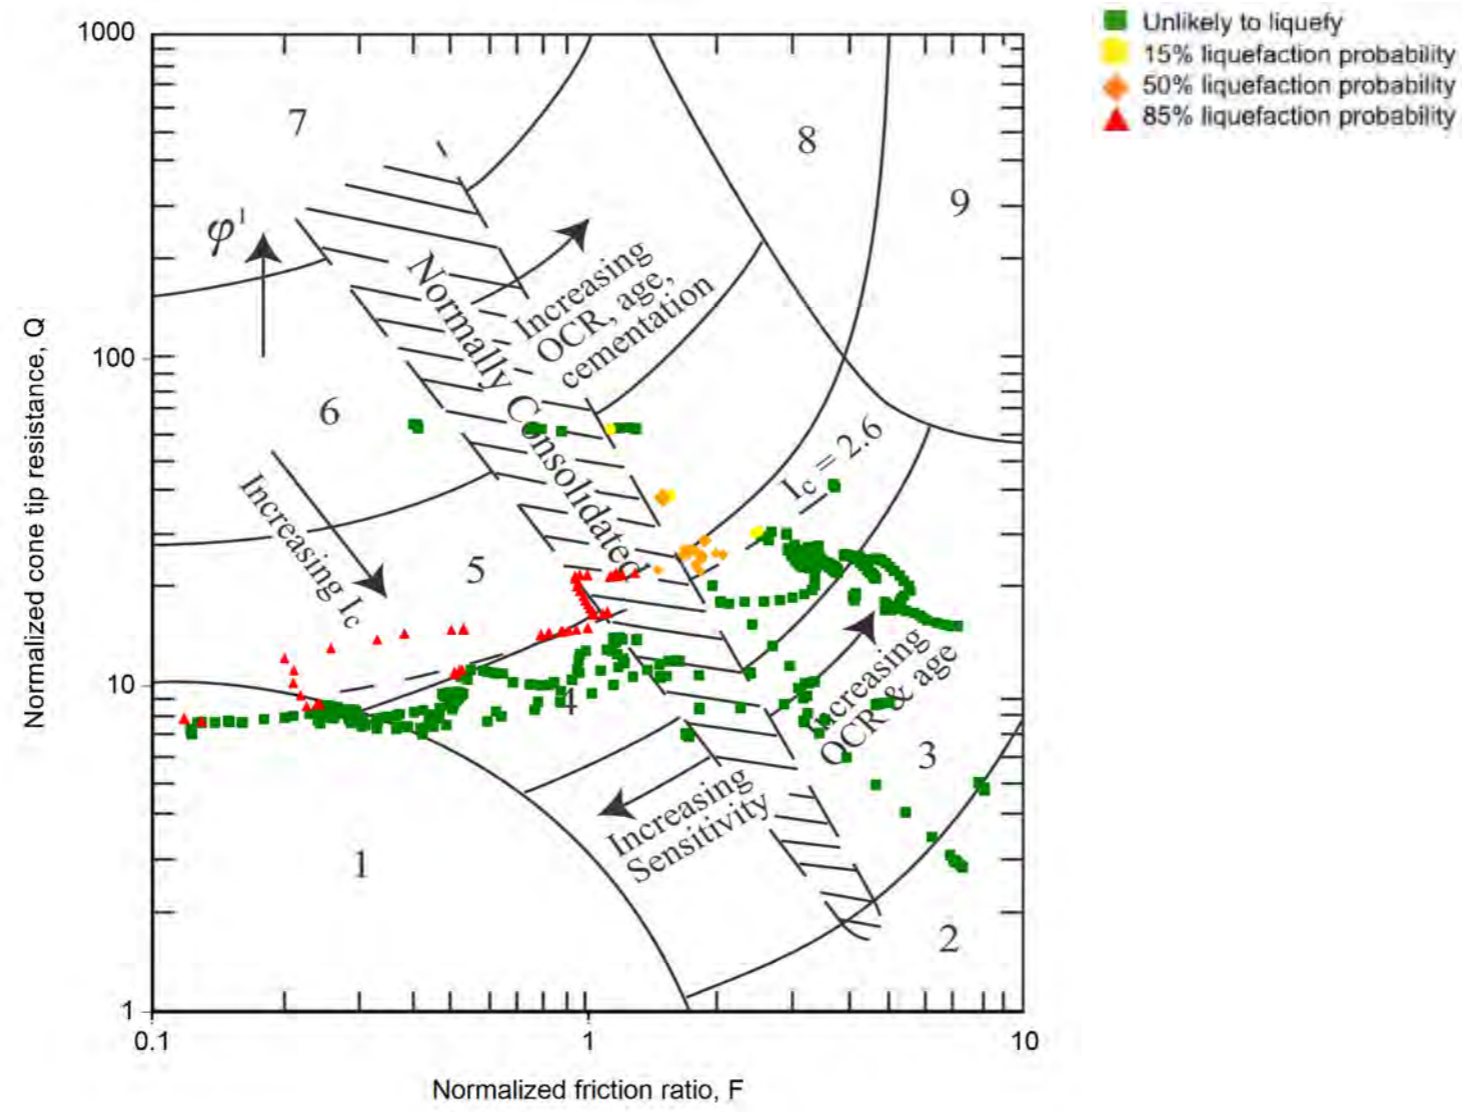 1000
100
10
1
0.1
1
10
Normalized cone tip resistance, Q
Normalized friction ratio, F
Unlikely to liquefy
15% liquefaction probability
50% liquefaction probability
85% liquefaction probability
7
8
9
φ¹
6
Normally Consolidated
Increasing
OCR, age,
cementation
Increasing Ic
5
Ic = 2.6
4
Increasing
OCR & age
3
Increasing
Sensitivity
1
2